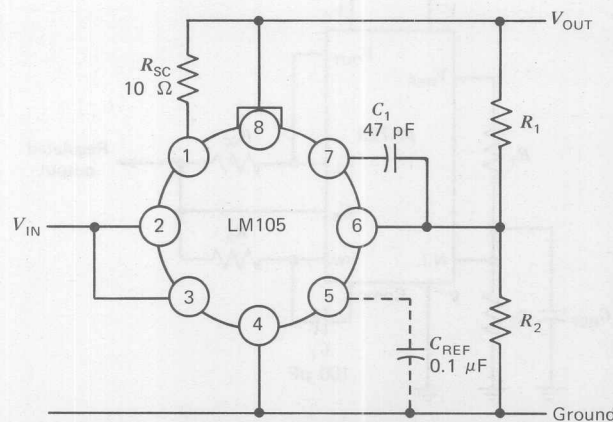 V_OUT
R_SC
10 Ω
C_1
47 pF
R_1
8
1
7
V_IN
2
LM105
6
3
5
4
C_REF
0.1 μF
R_2
Ground